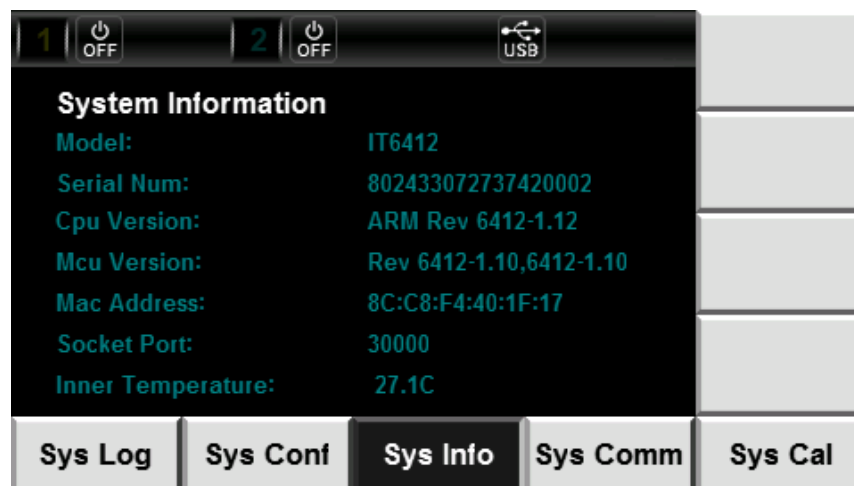 1 OFF 2 OFF USB
System Information
Model: IT6412
Serial Num: 802433072737420002
Cpu Version: ARM Rev 6412-1.12
Mcu Version: Rev 6412-1.10,6412-1.10
Mac Address: 8C:C8:F4:40:1F:17
Socket Port: 30000
Inner Temperature: 27.1C
Sys Log Sys Conf Sys Info Sys Comm Sys Cal